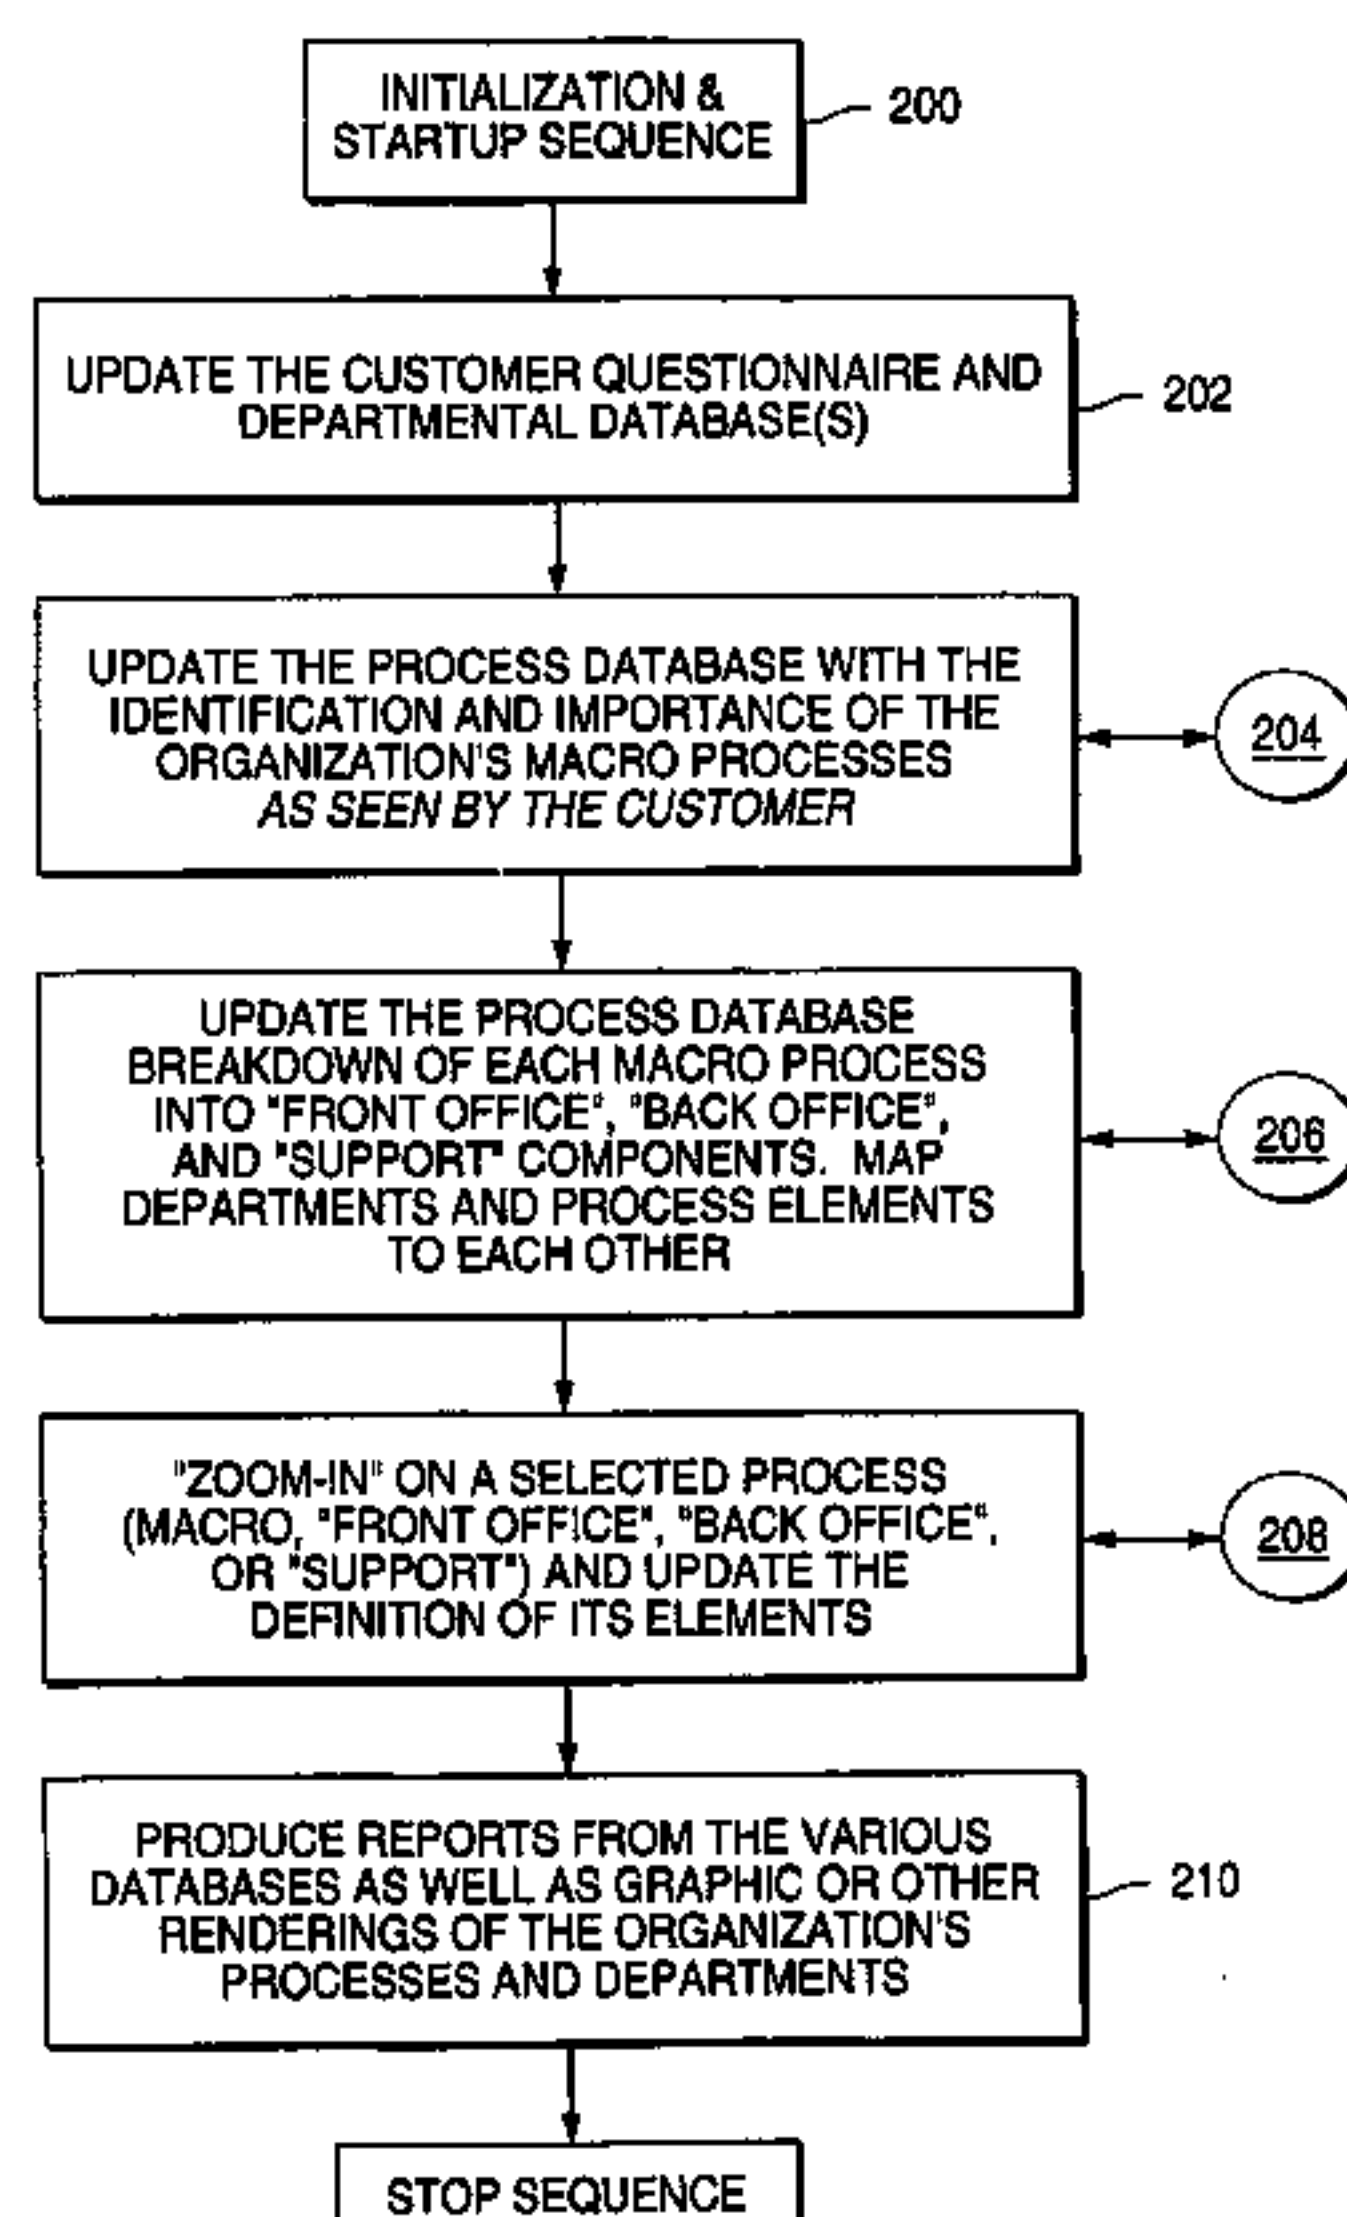 INITIALIZATION &
STARTUP SEQUENCE
200
UPDATE THE CUSTOMER QUESTIONNAIRE AND
DEPARTMENTAL DATABASE(S)
202
UPDATE THE PROCESS DATABASE WITH THE
IDENTIFICATION AND IMPORTANCE OF THE
ORGANIZATION'S MACRO PROCESSES
AS SEEN BY THE CUSTOMER
204
UPDATE THE PROCESS DATABASE
BREAKDOWN OF EACH MACRO PROCESS
INTO "FRONT OFFICE", "BACK OFFICE",
AND "SUPPORT" COMPONENTS. MAP
DEPARTMENTS AND PROCESS ELEMENTS
TO EACH OTHER
206
"ZOOM-IN" ON A SELECTED PROCESS
(MACRO, "FRONT OFFICE", "BACK OFFICE",
OR "SUPPORT") AND UPDATE THE
DEFINITION OF ITS ELEMENTS
208
PRODUCE REPORTS FROM THE VARIOUS
DATABASES AS WELL AS GRAPHIC OR OTHER
RENDERINGS OF THE ORGANIZATION'S
PROCESSES AND DEPARTMENTS
210
STOP SEQUENCE